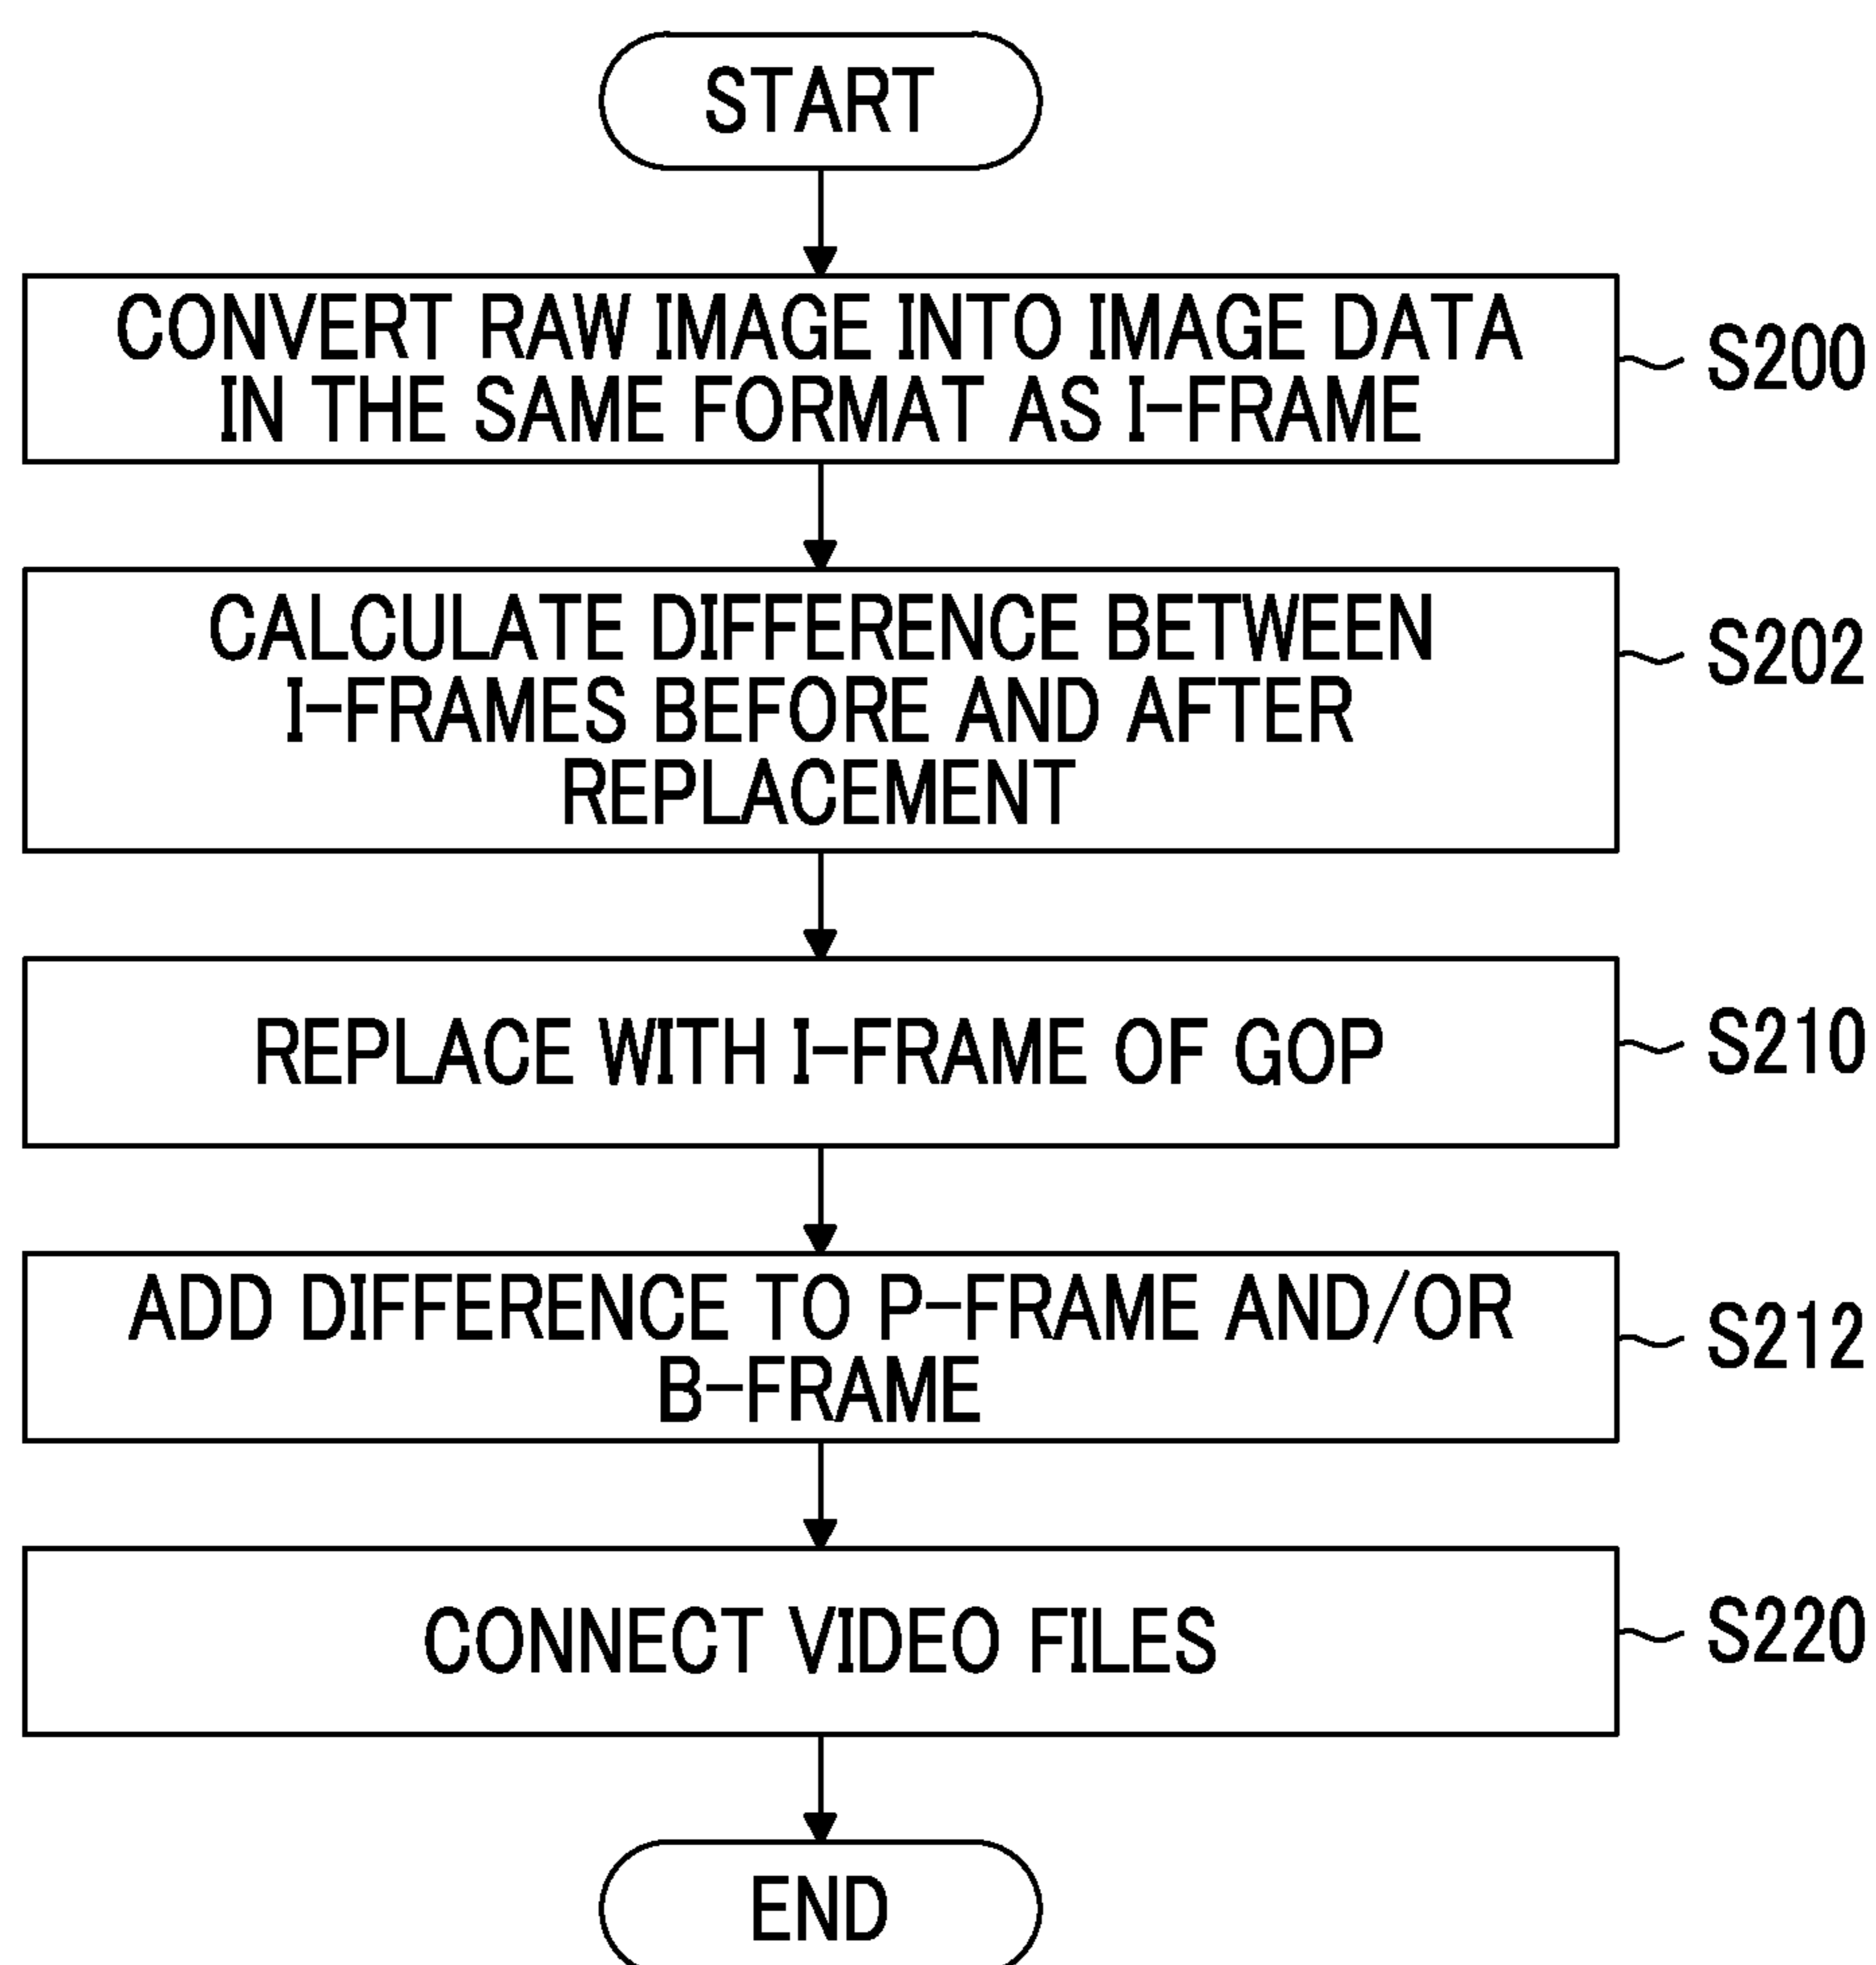 START
CONVERT RAW IMAGE INTO IMAGE DATA
IN THE SAME FORMAT AS I-FRAME
S200
CALCULATE DIFFERENCE BETWEEN
I-FRAMES BEFORE AND AFTER
REPLACEMENT
S202
REPLACE WITH I-FRAME OF GOP
S210
ADD DIFFERENCE TO P-FRAME AND/OR
B-FRAME
S212
CONNECT VIDEO FILES
S220
END